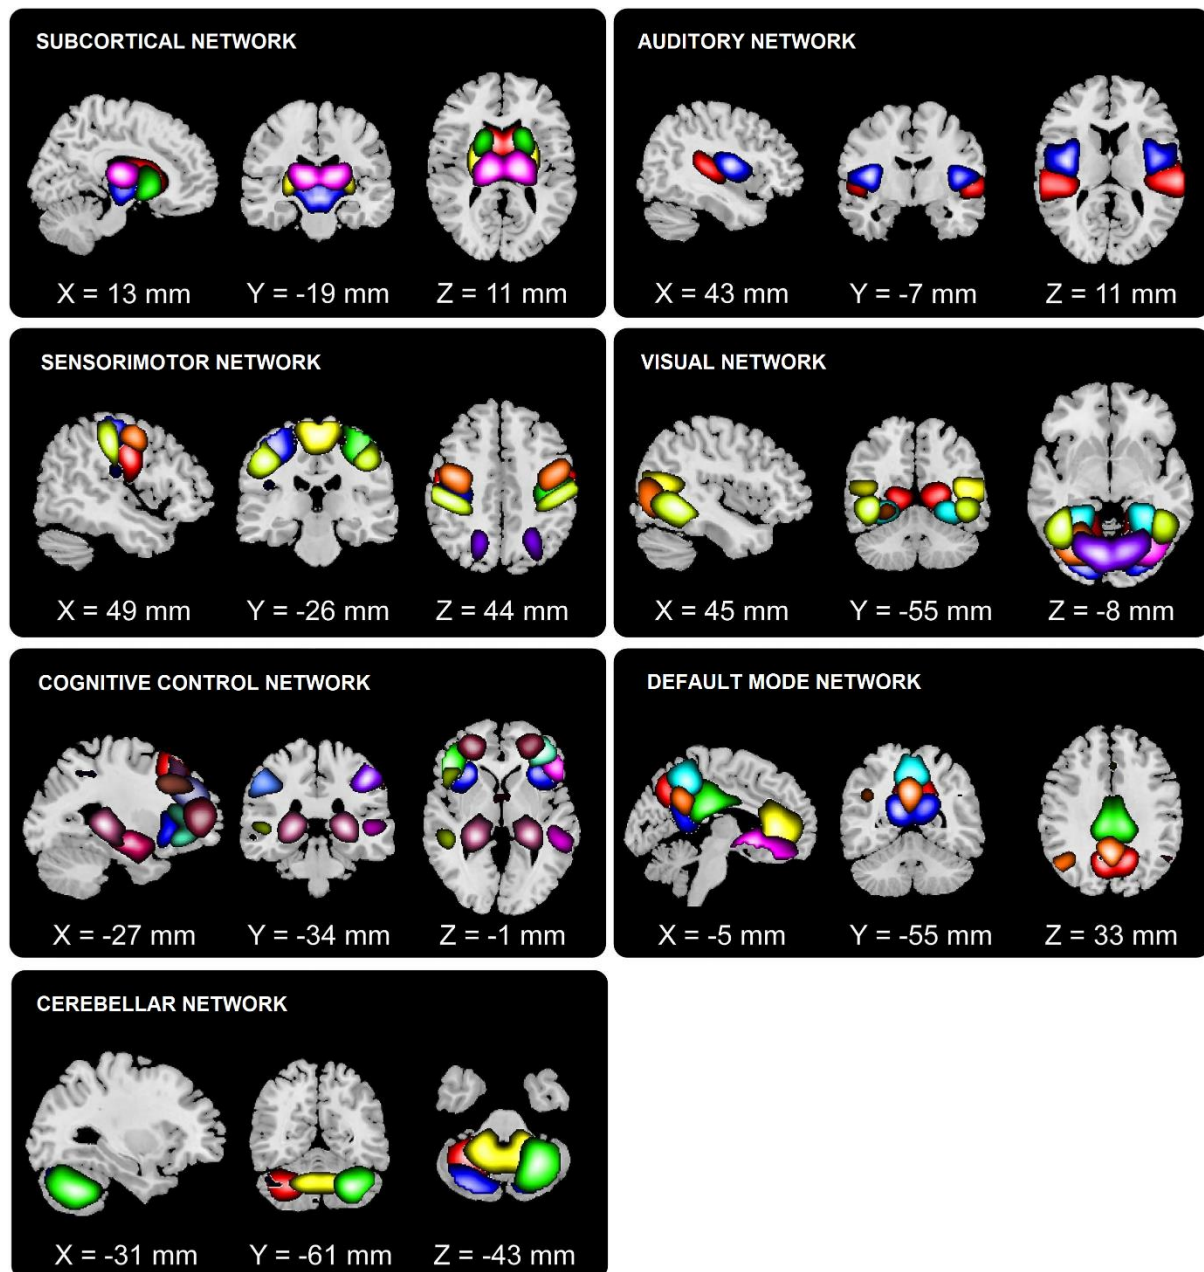 SUBCORTICAL NETWORK
X = 13 mm Y = -19 mm Z = 11 mm
AUDITORY NETWORK
X = 43 mm Y = -7 mm Z = 11 mm
SENSORIMOTOR NETWORK
X = 49 mm Y = -26 mm Z = 44 mm
VISUAL NETWORK
X = 45 mm Y = -55 mm Z = -8 mm
COGNITIVE CONTROL NETWORK
X = -27 mm Y = -34 mm Z = -1 mm
DEFAULT MODE NETWORK
X = -5 mm Y = -55 mm Z = 33 mm
CEREBELLAR NETWORK
X = -31 mm Y = -61 mm Z = -43 mm